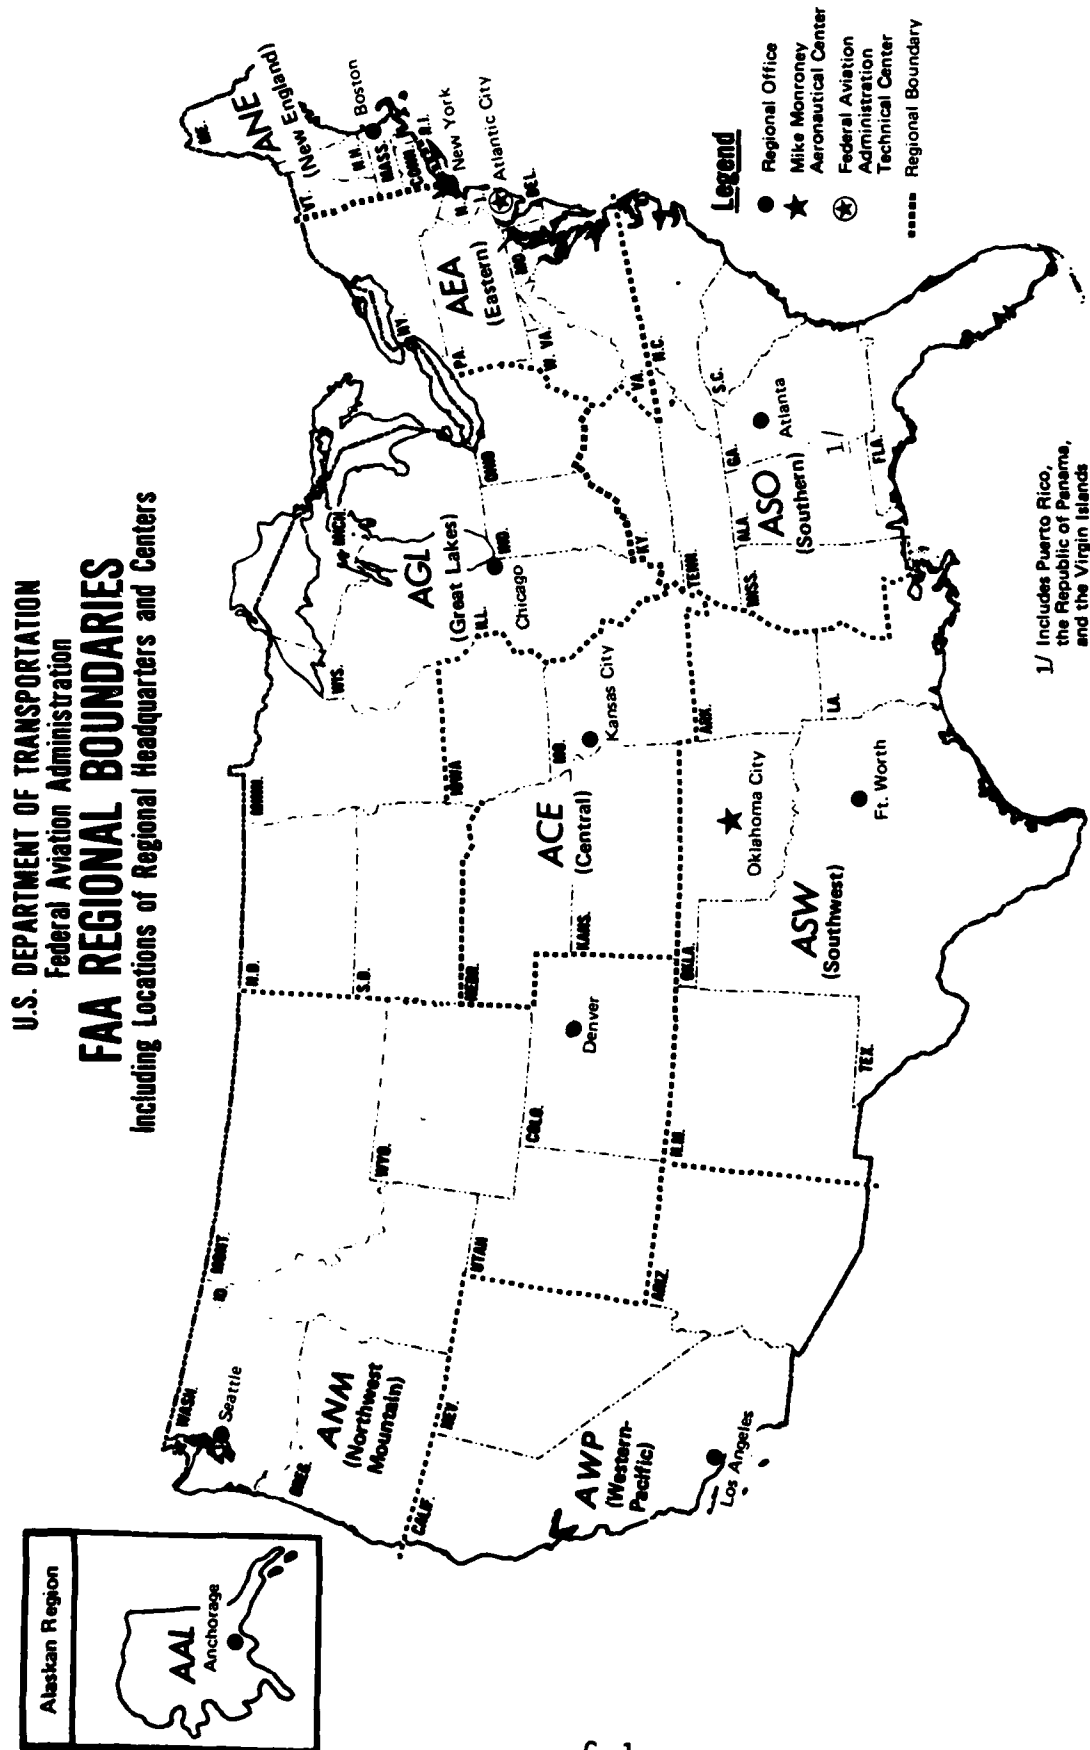 U.S. DEPARTMENT OF TRANSPORTATION
Federal Aviation Administration
FAA REGIONAL BOUNDARIES
Including Locations of Regional Headquarters and Centers
Alaskan Region
AAL
Anchorage
WASH.
Seattle
OREG.
ANM
(Northwest
Mountain)
ID.
MONT.
WYO.
UTAH
COLO.
Denver
CALIF.
NEV.
AWP
(Western-
Pacific)
Los Angeles
ARIZ.
N.M.
N.D.
S.D.
NEBR.
KANS.
MINN.
IOWA
MO.
ACE
(Central)
Kansas City
OKLA.
Oklahoma City
ASW
(Southwest)
TEX.
Ft. Worth
ARK.
LA.
WIS.
MICH.
AGL
(Great Lakes)
ILL.
Chicago
IND.
OHIO
KY.
TENN.
MISS.
ALA.
GA.
ASO
(Southern)
1/
Atlanta
FLA.
S.C.
N.C.
VA.
W. VA.
PA.
AEA
(Eastern)
MD.
DEL.
N.J.
N.Y.
New York
Atlantic City
ME.
ANE
(New England)
VT.
N.H.
MASS.
Boston
CONN.
R.I.
Legend
Regional Office
Mike Monroney
Aeronautical Center
Federal Aviation
Administration
Technical Center
Regional Boundary
1/ Includes Puerto Rico,
the Republic of Panama,
and the Virgin Islands